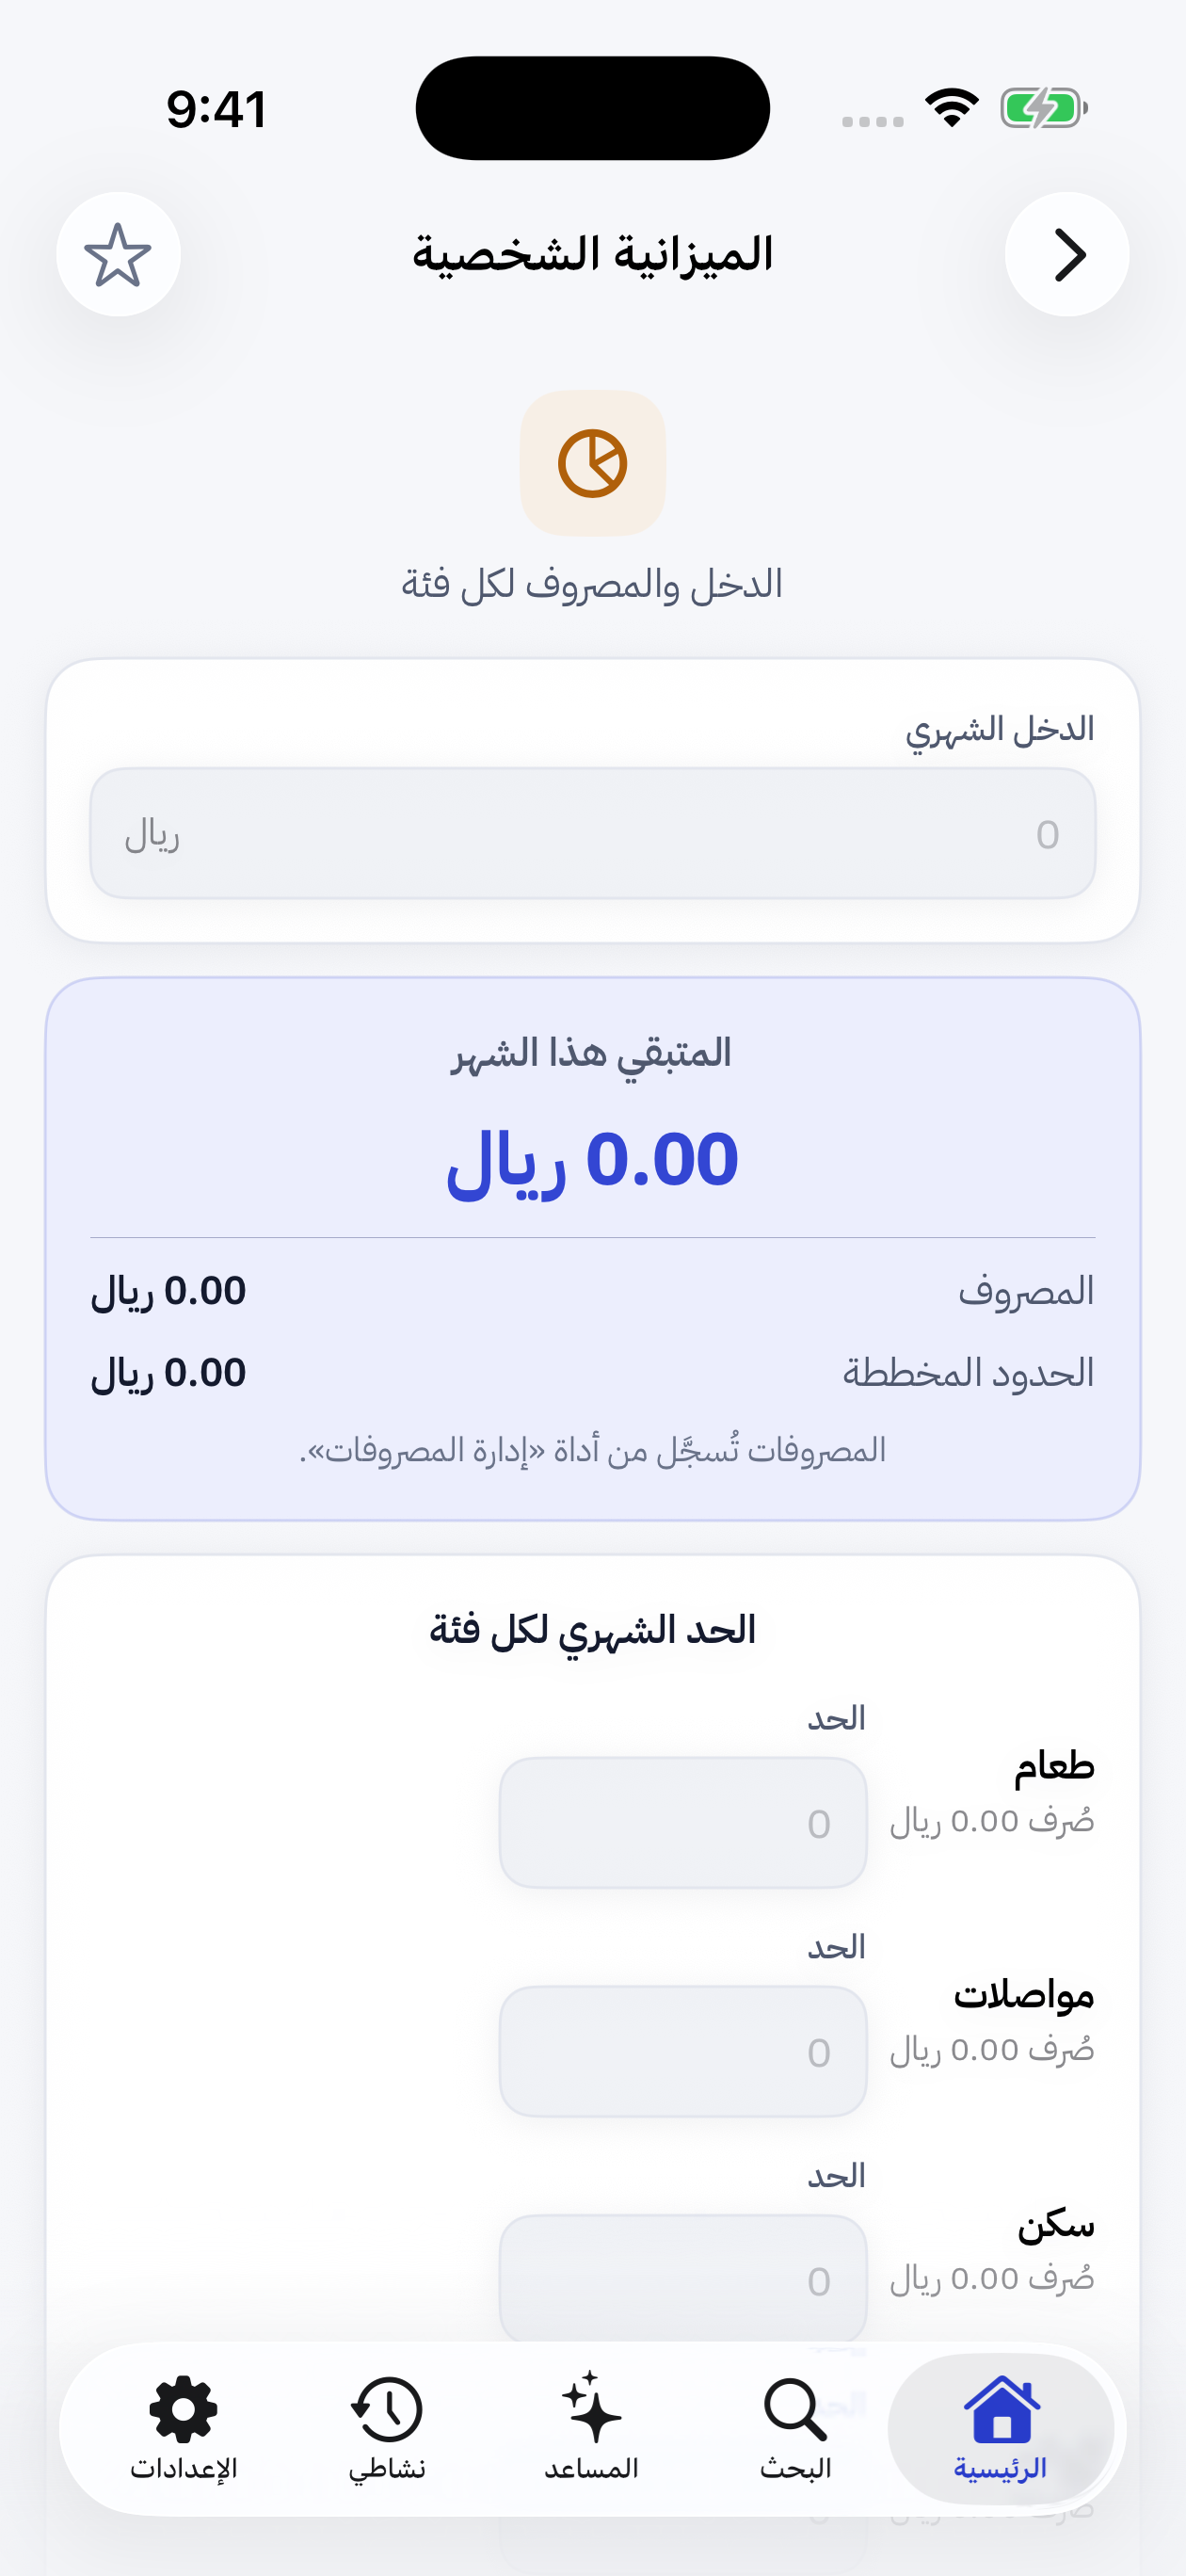 9:41
الميزانية الشخصية
الدخل والمصروف لكل فئة
الدخل الشهري
0 ريال
المتبقي هذا الشهر
0.00 ريال
المصروف 0.00 ريال
الحدود المخططة 0.00 ريال
المصروفات تُسجَّل من أداة «إدارة المصروفات».
الحد الشهري لكل فئة
الحد
طعام
صُرف 0.00 ريال
0
الحد
مواصلات
صُرف 0.00 ريال
0
الحد
سكن
صُرف 0.00 ريال
0
الرئيسية البحث المساعد نشاطي الإعدادات